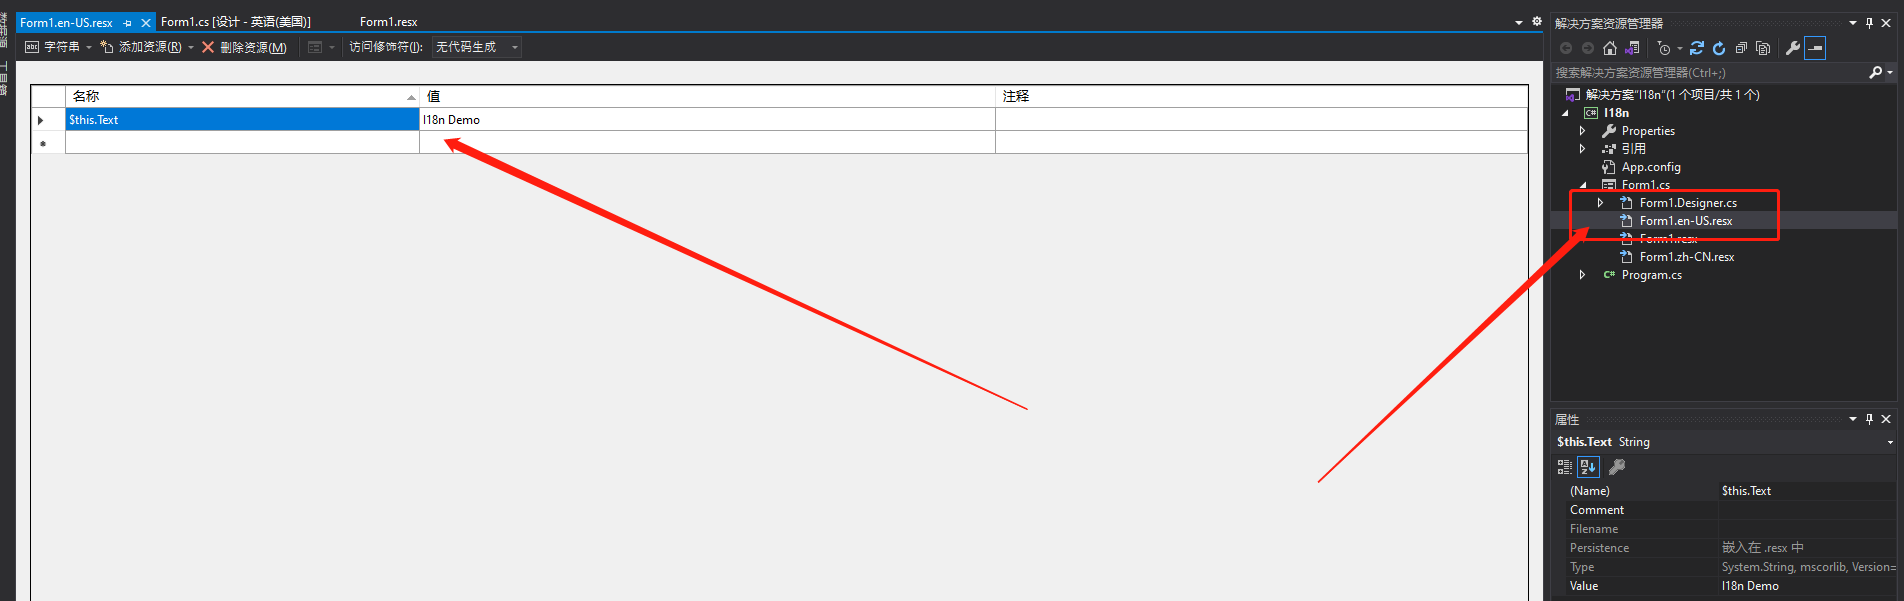 Form1.en-US.resx
Form1.cs [设计 - 英语(美国)]
Form1.resx
abc 字符串
添加资源(R)
删除资源(M)
访问修饰符(I):
无代码生成
名称
值
注释
$this.Text
I18n Demo
工具箱
解决方案资源管理器
搜索解决方案资源管理器(Ctrl+;)
解决方案"I18n"(1 个项目/共 1 个)
C# I18n
Properties
引用
App.config
Form1.cs
Form1.Designer.cs
Form1.en-US.resx
Form1.resx
Form1.zh-CN.resx
C# Program.cs
属性
$this.Text String
(Name)
$this.Text
Comment
Filename
Persistence
嵌入在 .resx 中
Type
System.String, mscorlib, Version=
Value
I18n Demo